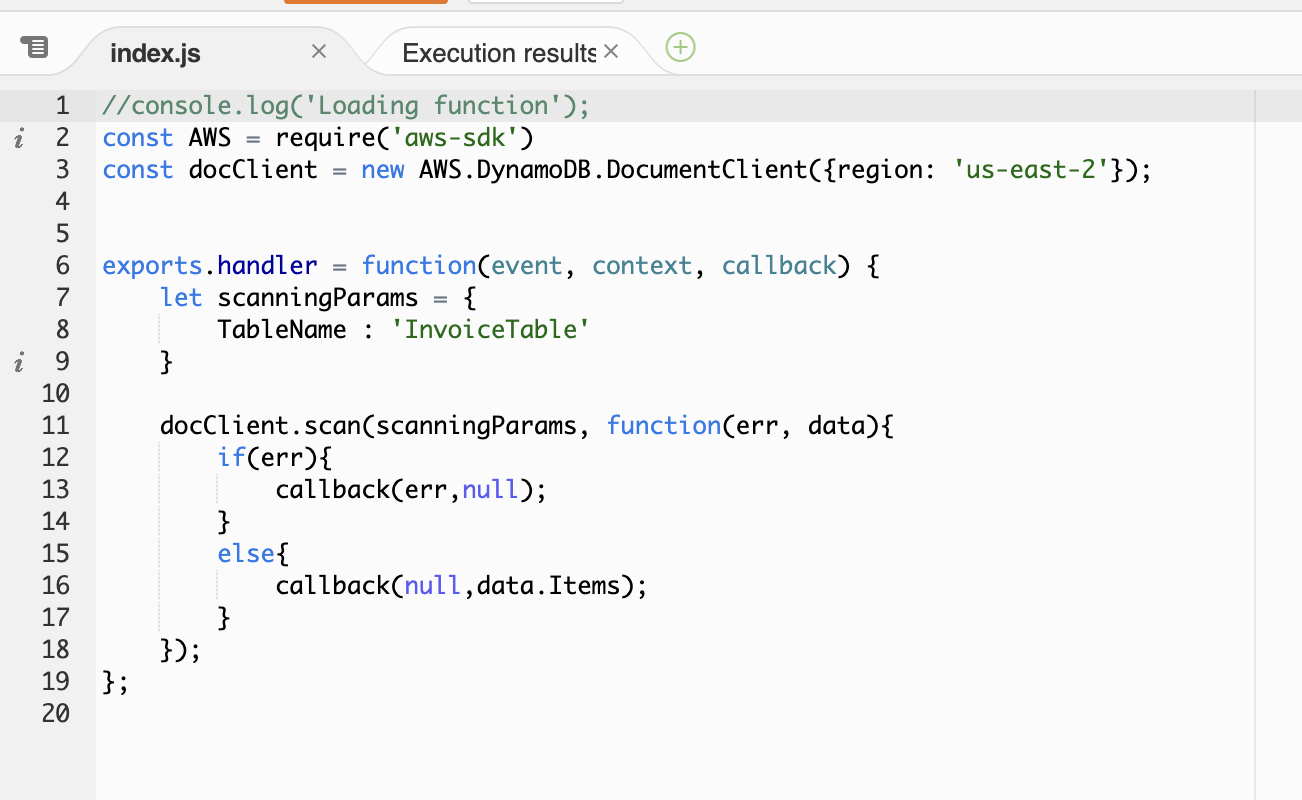 index.js × Execution results ×
1 //console.log('Loading function');
i 2 const AWS = require('aws-sdk')
3 const docClient = new AWS.DynamoDB.DocumentClient({region: 'us-east-2'});
4
5
6 exports.handler = function(event, context, callback) {
7     let scanningParams = {
8         TableName : 'InvoiceTable'
i 9     }
10
11     docClient.scan(scanningParams, function(err, data){
12         if(err){
13             callback(err,null);
14         }
15         else{
16             callback(null,data.Items);
17         }
18     });
19 };
20